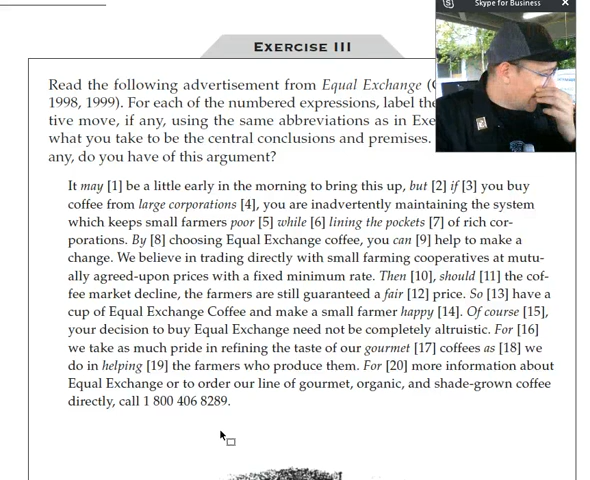 Skype for Business
EXERCISE III
Read the following advertisement from Equal Exchange (
1998, 1999). For each of the numbered expressions, label the
tive move, if any, using the same abbreviations as in
what you take to be the central conclusions and premises.
any, do you have of this argument?
It may [1] be a little early in the morning to bring this up, but [2] if [3] you buy
coffee from large corporations [4], you are inadvertently maintaining the system
which keeps small farmers poor [5] while [6] lining the pockets [7] of rich cor-
porations. By [8] choosing Equal Exchange coffee, you can [9] help to make a
change. We believe in trading directly with small farming cooperatives at mutu-
ally agreed-upon prices with a fixed minimum rate. Then [10], should [11] the cof-
fee market decline, the farmers are still guaranteed a fair [12] price. So [13] have a
cup of Equal Exchange Coffee and make a small farmer happy [14]. Of course [15],
your decision to buy Equal Exchange need not be completely altruistic. For [16]
we take as much pride in refining the taste of our gourmet [17] coffees as [18] we
do in helping [19] the farmers who produce them. For [20] more information about
Equal Exchange or to order our line of gourmet, organic, and shade-grown coffee
directly, call 1 800 406 8289.